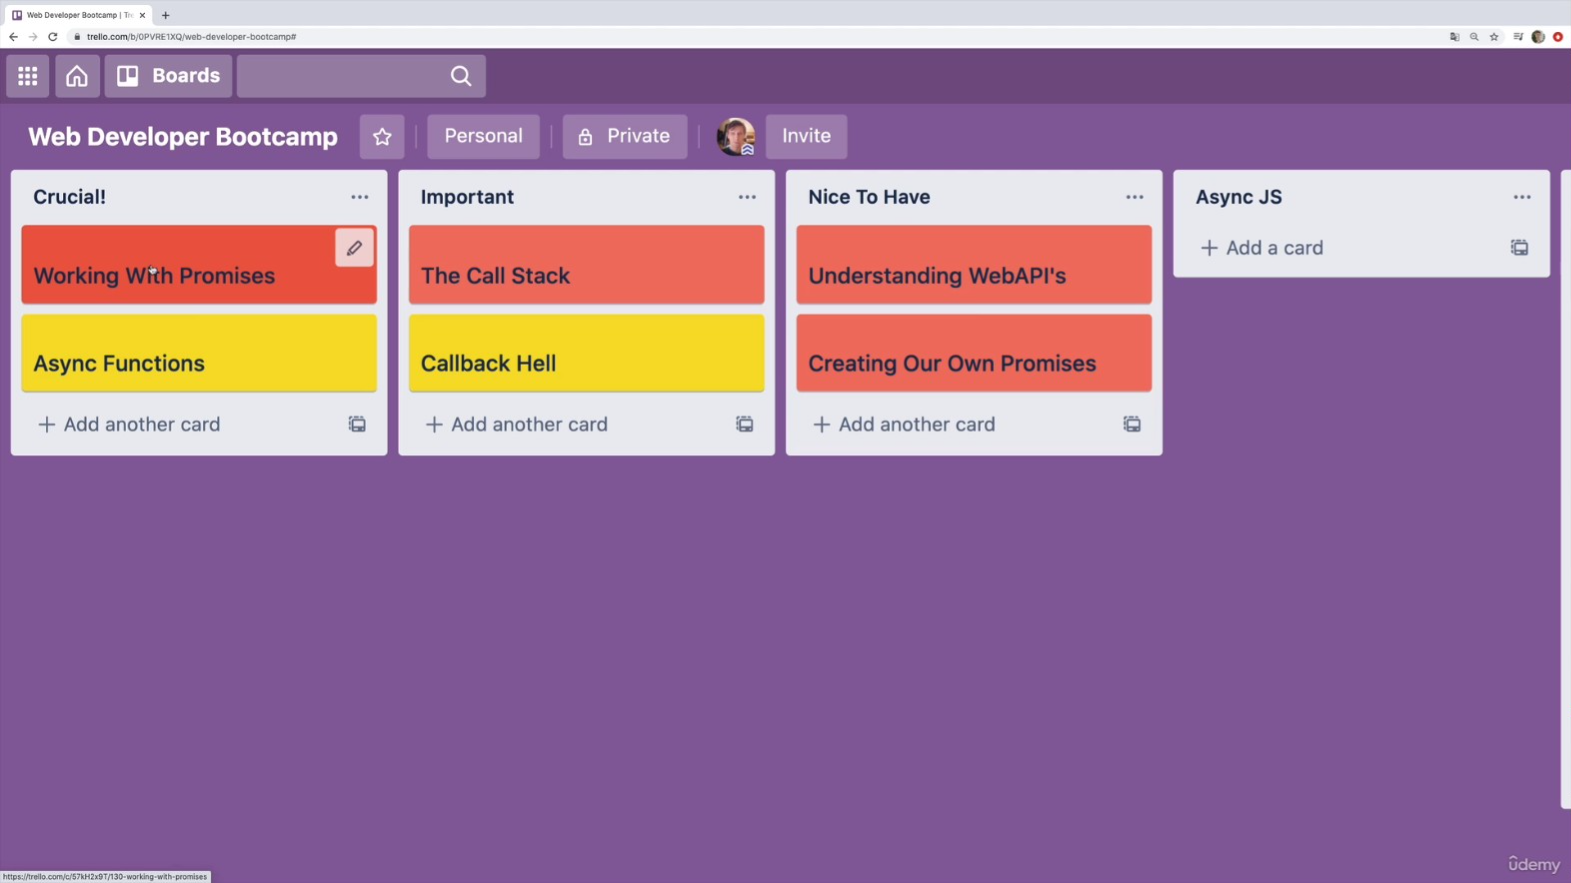 Web Developer Bootcamp | Tre
trello.com/b/0PVRE1XQ/web-developer-bootcamp#
Boards
Web Developer Bootcamp
Personal
Private
Invite
Crucial!
Working With Promises
Async Functions
+ Add another card
Important
The Call Stack
Callback Hell
+ Add another card
Nice To Have
Understanding WebAPI's
Creating Our Own Promises
+ Add another card
Async JS
+ Add a card
https://trello.com/c/57kH2x9T/130-working-with-promises
ûdemy